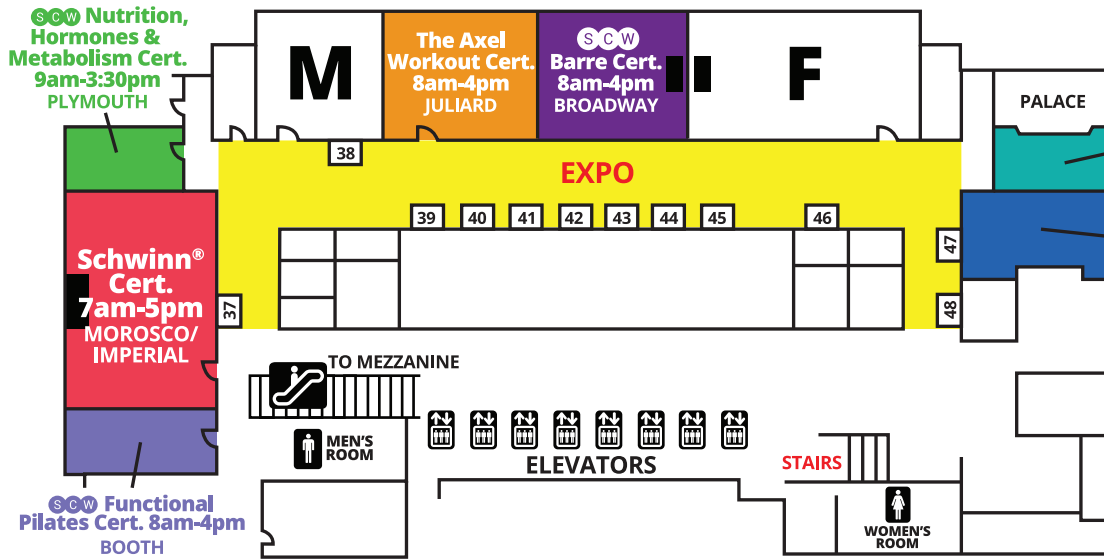 SCW Nutrition,
Hormones &
Metabolism Cert.
9am-3:30pm
PLYMOUTH
M
The Axel
Workout Cert.
8am-4pm
JULIARD
SCW
Barre Cert.
8am-4pm
BROADWAY
F
PALACE
38
EXPO
39
40
41
42
43
44
45
46
47
48
37
Schwinn®
Cert.
7am-5pm
MOROSCO/
IMPERIAL
TO MEZZANINE
MEN'S
ROOM
ELEVATORS
STAIRS
WOMEN'S
ROOM
SCW Functional
Pilates Cert. 8am-4pm
BOOTH